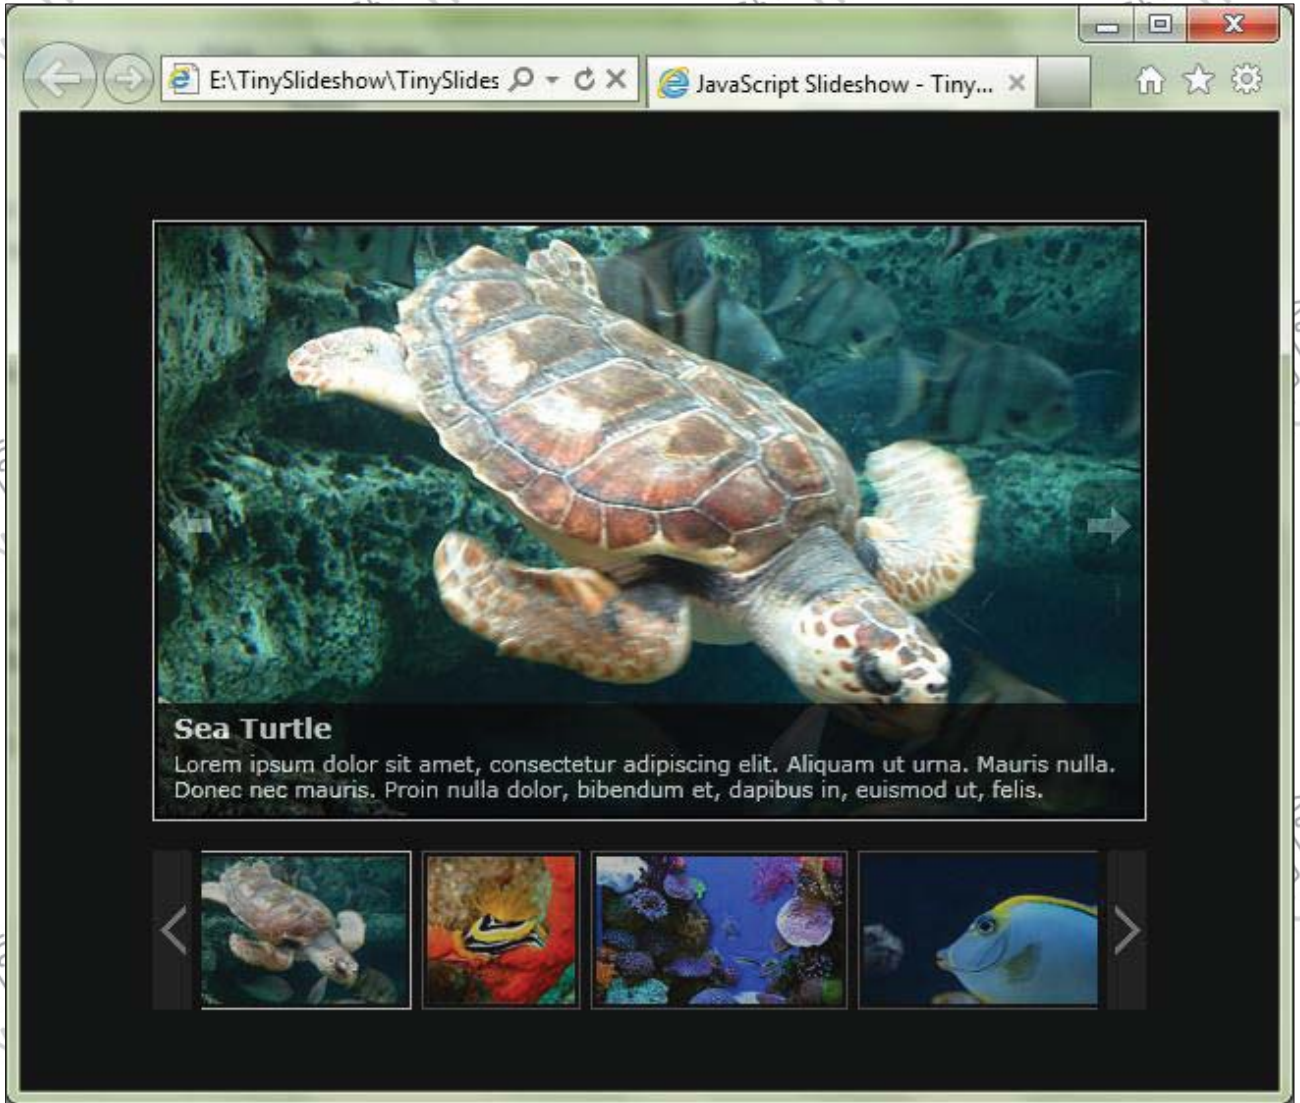 E:\TinySlideshow\TinySlides
JavaScript Slideshow - Tiny...
Sea Turtle
Lorem ipsum dolor sit amet, consectetur adipiscing elit. Aliquam ut urna. Mauris nulla.
Donec nec mauris. Proin nulla dolor, bibendum et, dapibus in, euismod ut, felis.